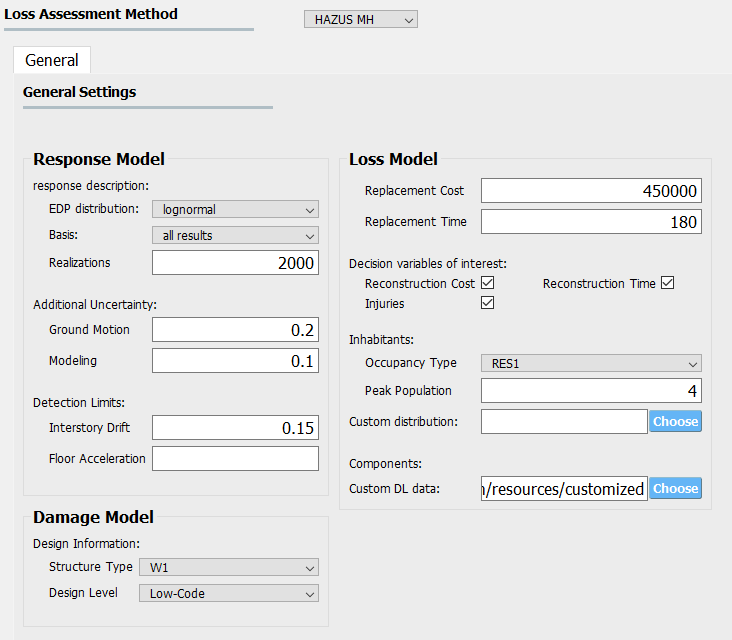 Loss Assessment Method
HAZUS MH
General
General Settings
Response Model
response description:
EDP distribution: lognormal
Basis: all results
Realizations 2000
Additional Uncertainty:
Ground Motion 0.2
Modeling 0.1
Detection Limits:
Interstory Drift 0.15
Floor Acceleration
Damage Model
Design Information:
Structure Type W1
Design Level Low-Code
Loss Model
Replacement Cost 450000
Replacement Time 180
Decision variables of interest:
Reconstruction Cost Reconstruction Time
Injuries
Inhabitants:
Occupancy Type RES1
Peak Population 4
Custom distribution: Choose
Components:
Custom DL data: /resources/customized Choose